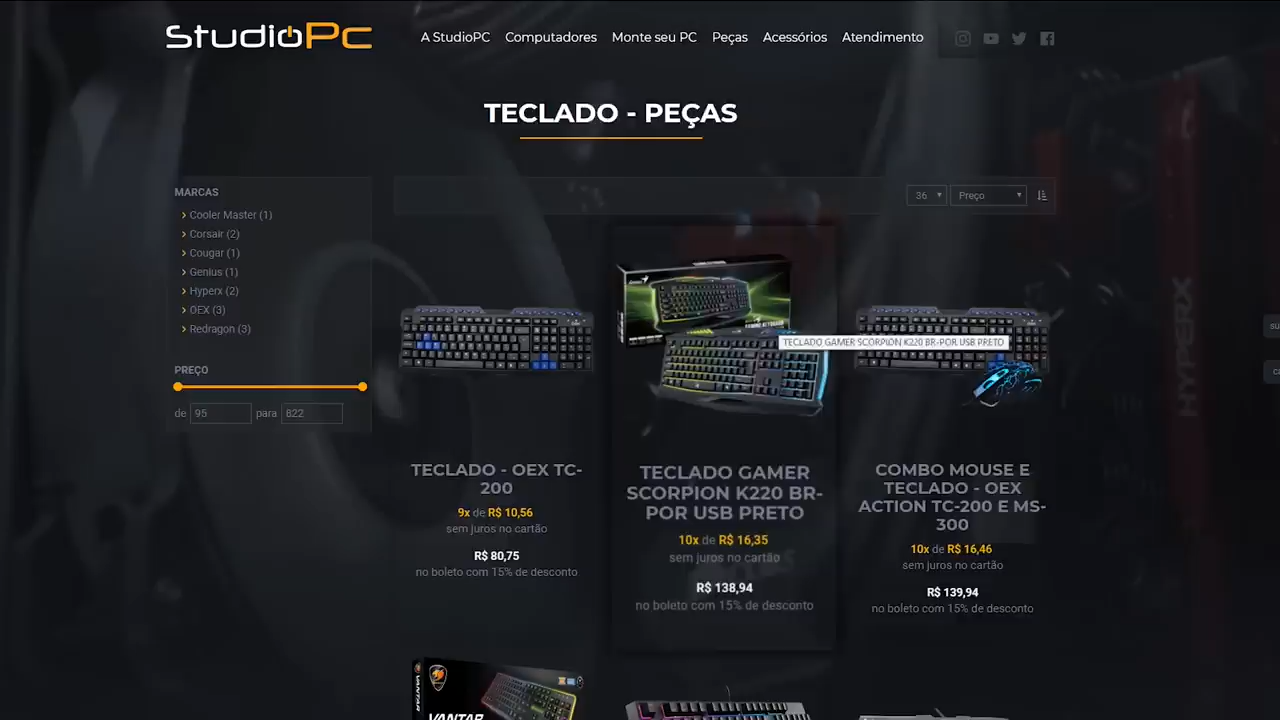 StudioPc
A StudioPC Computadores Monte seu PC Peças Acessórios Atendimento
TECLADO - PEÇAS
MARCAS
Cooler Master (1)
Corsair (2)
Cougar (1)
Genius (1)
Hyperx (2)
OEX (3)
Redragon (3)
PREÇO
de 95 para 822
36 Preço
TECLADO GAMER SCORPION K220 BR-POR USB PRETO
HYPERX
TECLADO - OEX TC-
200
9x de R$ 10,56
sem juros no cartão
R$ 80,75
no boleto com 15% de desconto
TECLADO GAMER
SCORPION K220 BR-
POR USB PRETO
10x de R$ 16,35
sem juros no cartão
R$ 138,94
no boleto com 15% de desconto
COMBO MOUSE E
TECLADO - OEX
ACTION TC-200 E MS-
300
10x de R$ 16,46
sem juros no cartão
R$ 139,94
no boleto com 15% de desconto
VANTAR
VANTAR